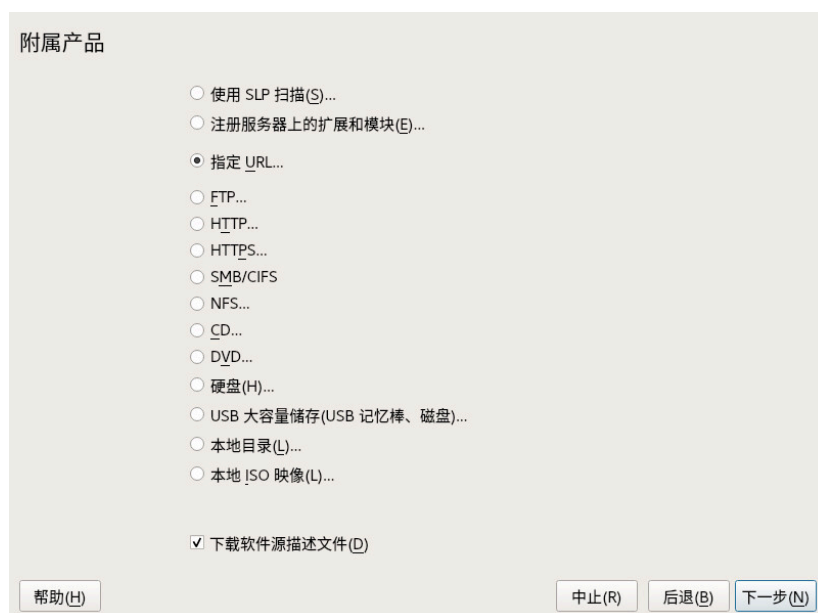 附属产品
使用 SLP 扫描(S)...
注册服务器上的扩展和模块(E)...
指定 URL...
FTP...
HTTP...
HTTPS...
SMB/CIFS
NFS...
CD...
DVD...
硬盘(H)...
USB 大容量储存(USB 记忆棒、磁盘)...
本地目录(L)...
本地 ISO 映像(L)...
下载软件源描述文件(D)
帮助(H) 中止(R) 后退(B) 下一步(N)